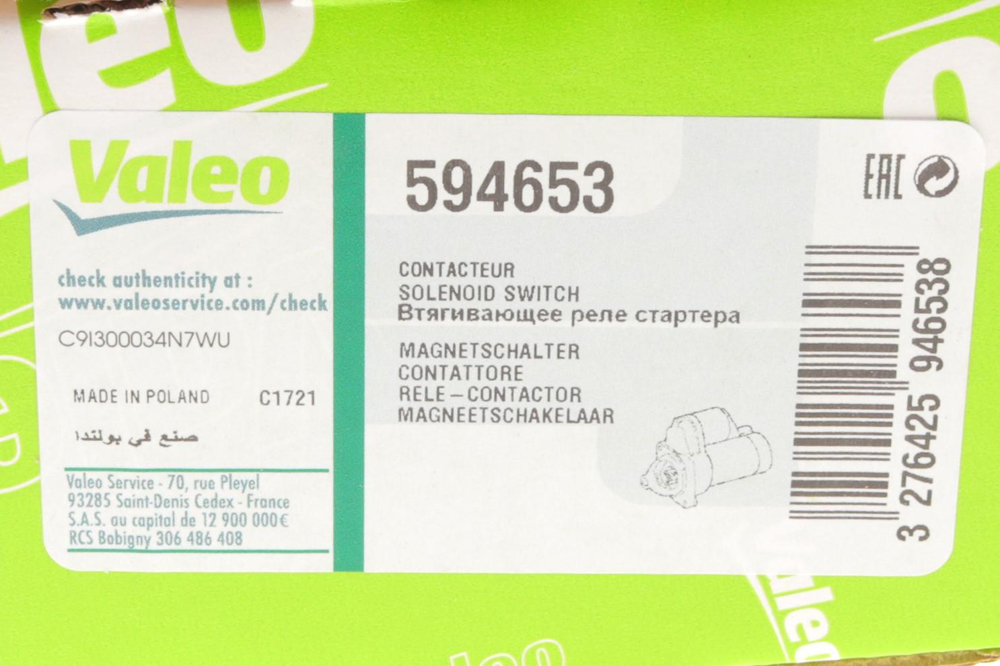 Valeo
check authenticity at :
www.valeoservice.com/check
C9I300034N7WU
MADE IN POLAND C1721
صنع في بولندا
Valeo Service - 70, rue Pleyel
93285 Saint-Denis Cedex - France
S.A.S. au capital de 12 900 000€
RCS Bobigny 306 486 408
594653
EAC
CONTACTEUR
SOLENOID SWITCH
Втягивающее реле стартера
MAGNETSCHALTER
CONTATTORE
RELE-CONTACTOR
MAGNEETSCHAKELAAR
3 276425 946538